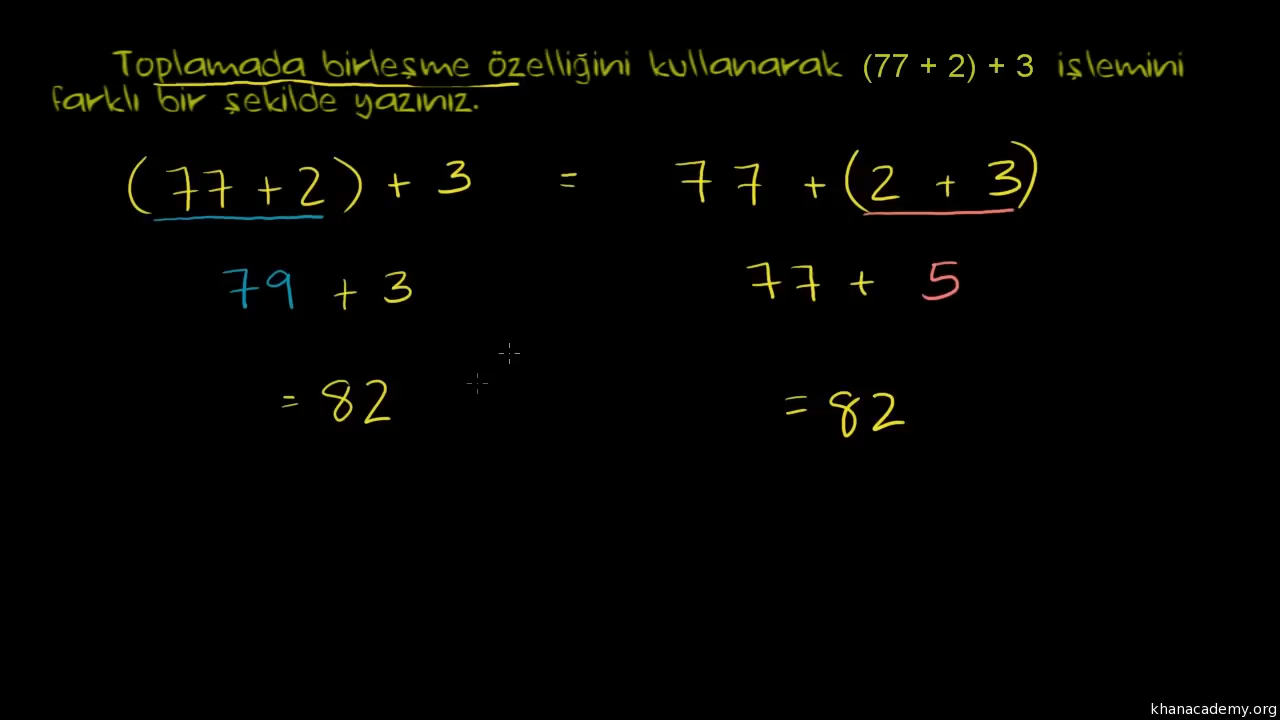 Toplamada birleşme özelliğini kullanarak (77 + 2) + 3 işlemini
farklı bir şekilde yazınız.
(77+2) + 3 = 77 + (2 + 3)
79 + 3 77 + 5
= 82 = 82
khanacademy.org